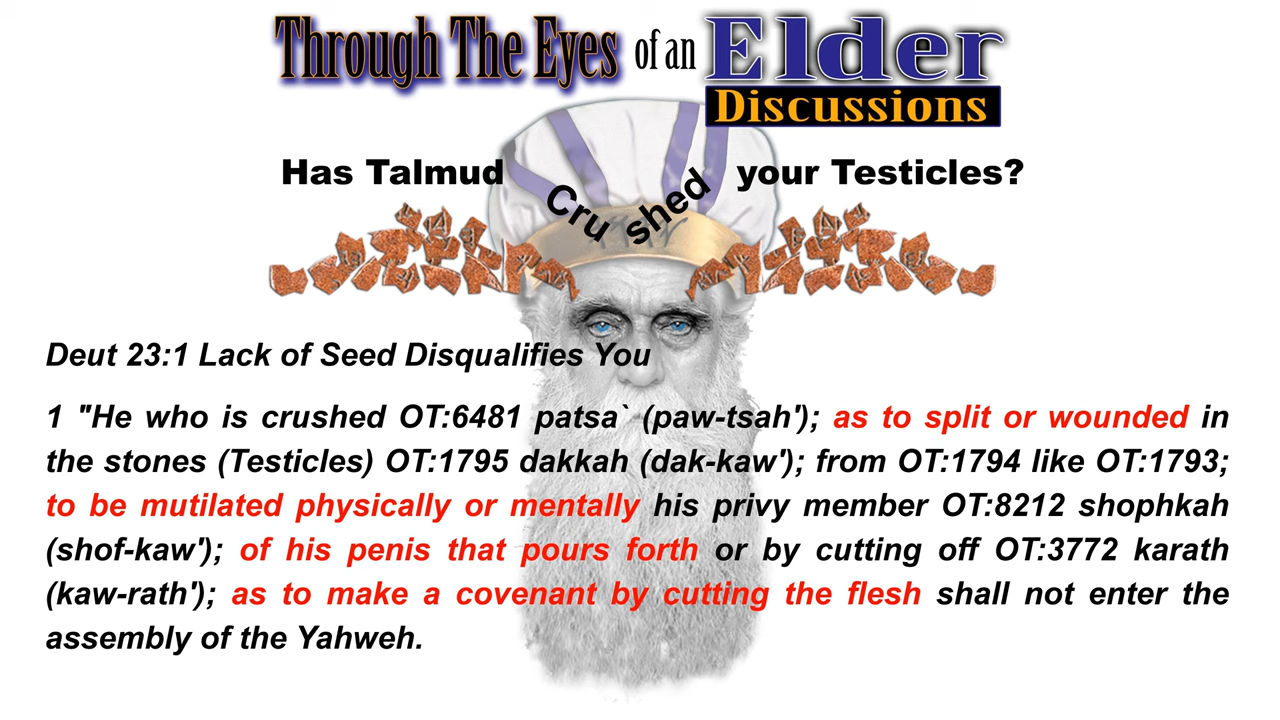 Through The Eyes of an Elder
Discussions
Has Talmud Crushed your Testicles?
Deut 23:1 Lack of Seed Disqualifies You
1 "He who is crushed OT:6481 patsa` (paw-tsah'); as to split or wounded in
the stones (Testicles) OT:1795 dakkah (dak-kaw'); from OT:1794 like OT:1793;
to be mutilated physically or mentally his privy member OT:8212 shophkah
(shof-kaw'); of his penis that pours forth or by cutting off OT:3772 karath
(kaw-rath'); as to make a covenant by cutting the flesh shall not enter the
assembly of the Yahweh.